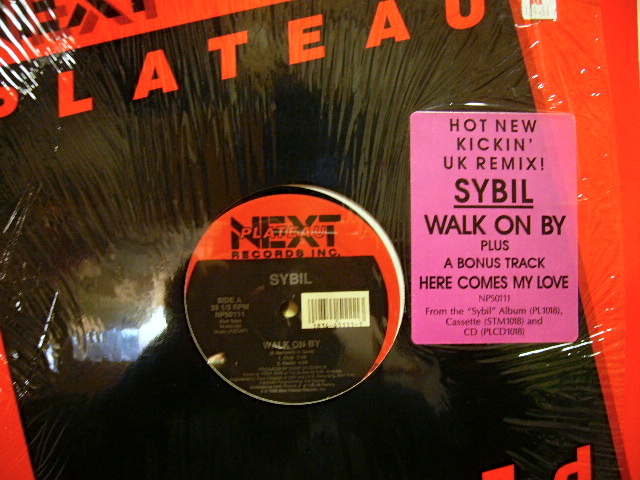 NEXT
PLATEAU
HOT NEW
KICKIN'
UK REMIX!
SYBIL
WALK ON BY
PLUS
A BONUS TRACK
HERE COMES MY LOVE
NP50111
From the "Sybil" Album (PL1018),
Cassette (STM1018) and
CD (PLCD1018)
NEXT
PLATEAU
RECORDS INC.
SYBIL
SIDE A
33 1/3 RPM
NP50111
WALK ON BY
d